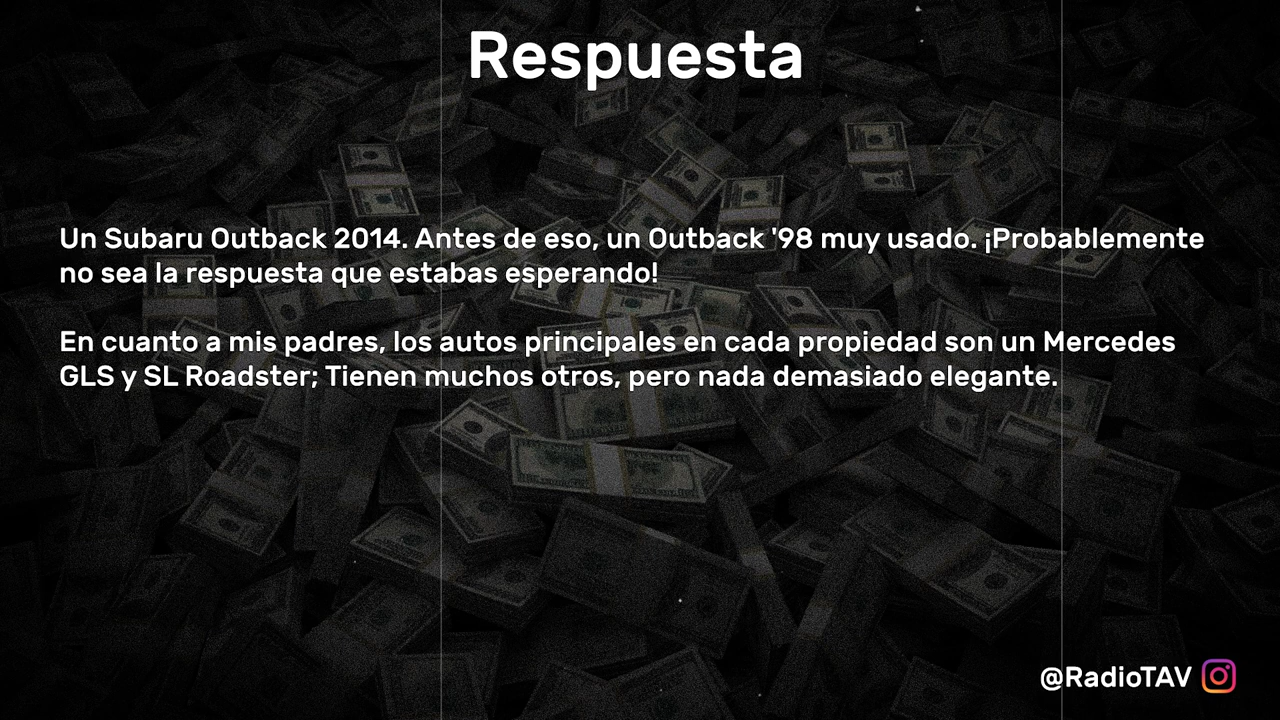 Respuesta
Un Subaru Outback 2014. Antes de eso, un Outback '98 muy usado. ¡Probablemente
no sea la respuesta que estabas esperando!
En cuanto a mis padres, los autos principales en cada propiedad son un Mercedes
GLS y SL Roadster; Tienen muchos otros, pero nada demasiado elegante.
@RadioTAV